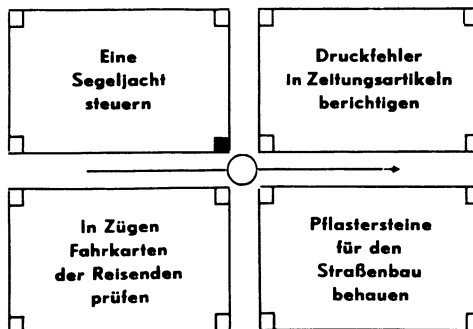 Eine
Segeljacht
steuern
Druckfehler
in Zeitungsartikeln
berichtigen
In Zügen
Fahrkarten
der Reisenden
prüfen
Pflastersteine
für den
Straßenbau
behauen